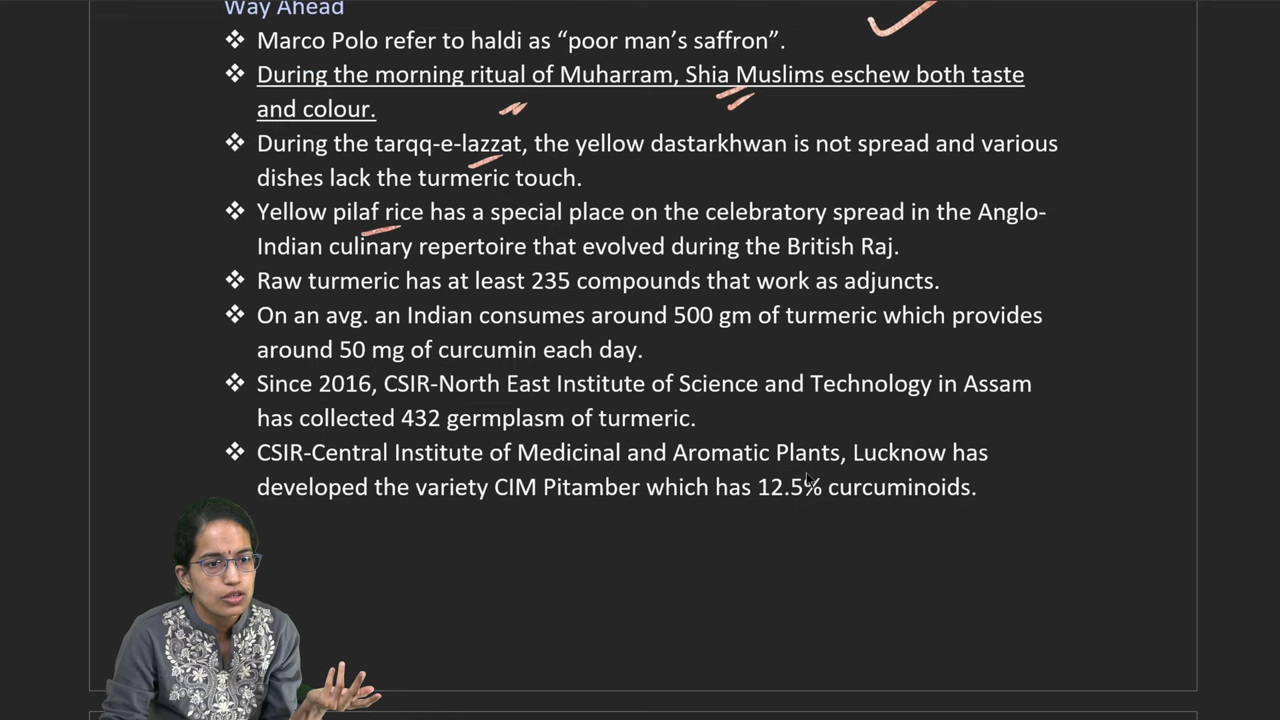 Way Ahead
❖ Marco Polo refer to haldi as “poor man’s saffron”.
❖ During the morning ritual of Muharram, Shia Muslims eschew both taste
and colour.
❖ During the tarqq-e-lazzat, the yellow dastarkhwan is not spread and various
dishes lack the turmeric touch.
❖ Yellow pilaf rice has a special place on the celebratory spread in the Anglo-
Indian culinary repertoire that evolved during the British Raj.
❖ Raw turmeric has at least 235 compounds that work as adjuncts.
❖ On an avg. an Indian consumes around 500 gm of turmeric which provides
around 50 mg of curcumin each day.
❖ Since 2016, CSIR-North East Institute of Science and Technology in Assam
has collected 432 germplasm of turmeric.
❖ CSIR-Central Institute of Medicinal and Aromatic Plants, Lucknow has
developed the variety CIM Pitamber which has 12.5% curcuminoids.